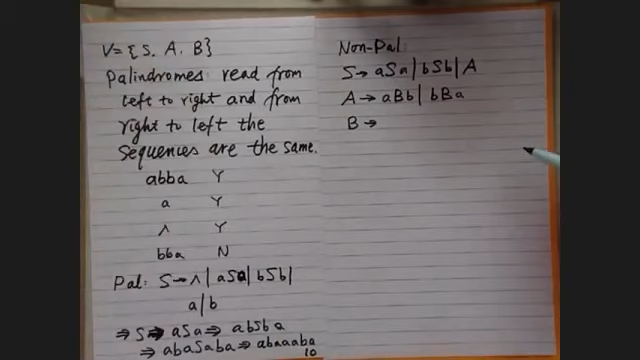 V = { S, A, B }
Palindromes: read from
left to right and from
right to left the
sequences are the same.
abba Y
a Y
Λ Y
bba N
Pal: S → Λ | aSa | bSb |
a | b
⇒ S → aSa ⇒ abSba
⇒ abaSaba ⇒ abaaaba
10
Non-Pal:
S → aSa | bSb | A
A → aBb | bBa
B →